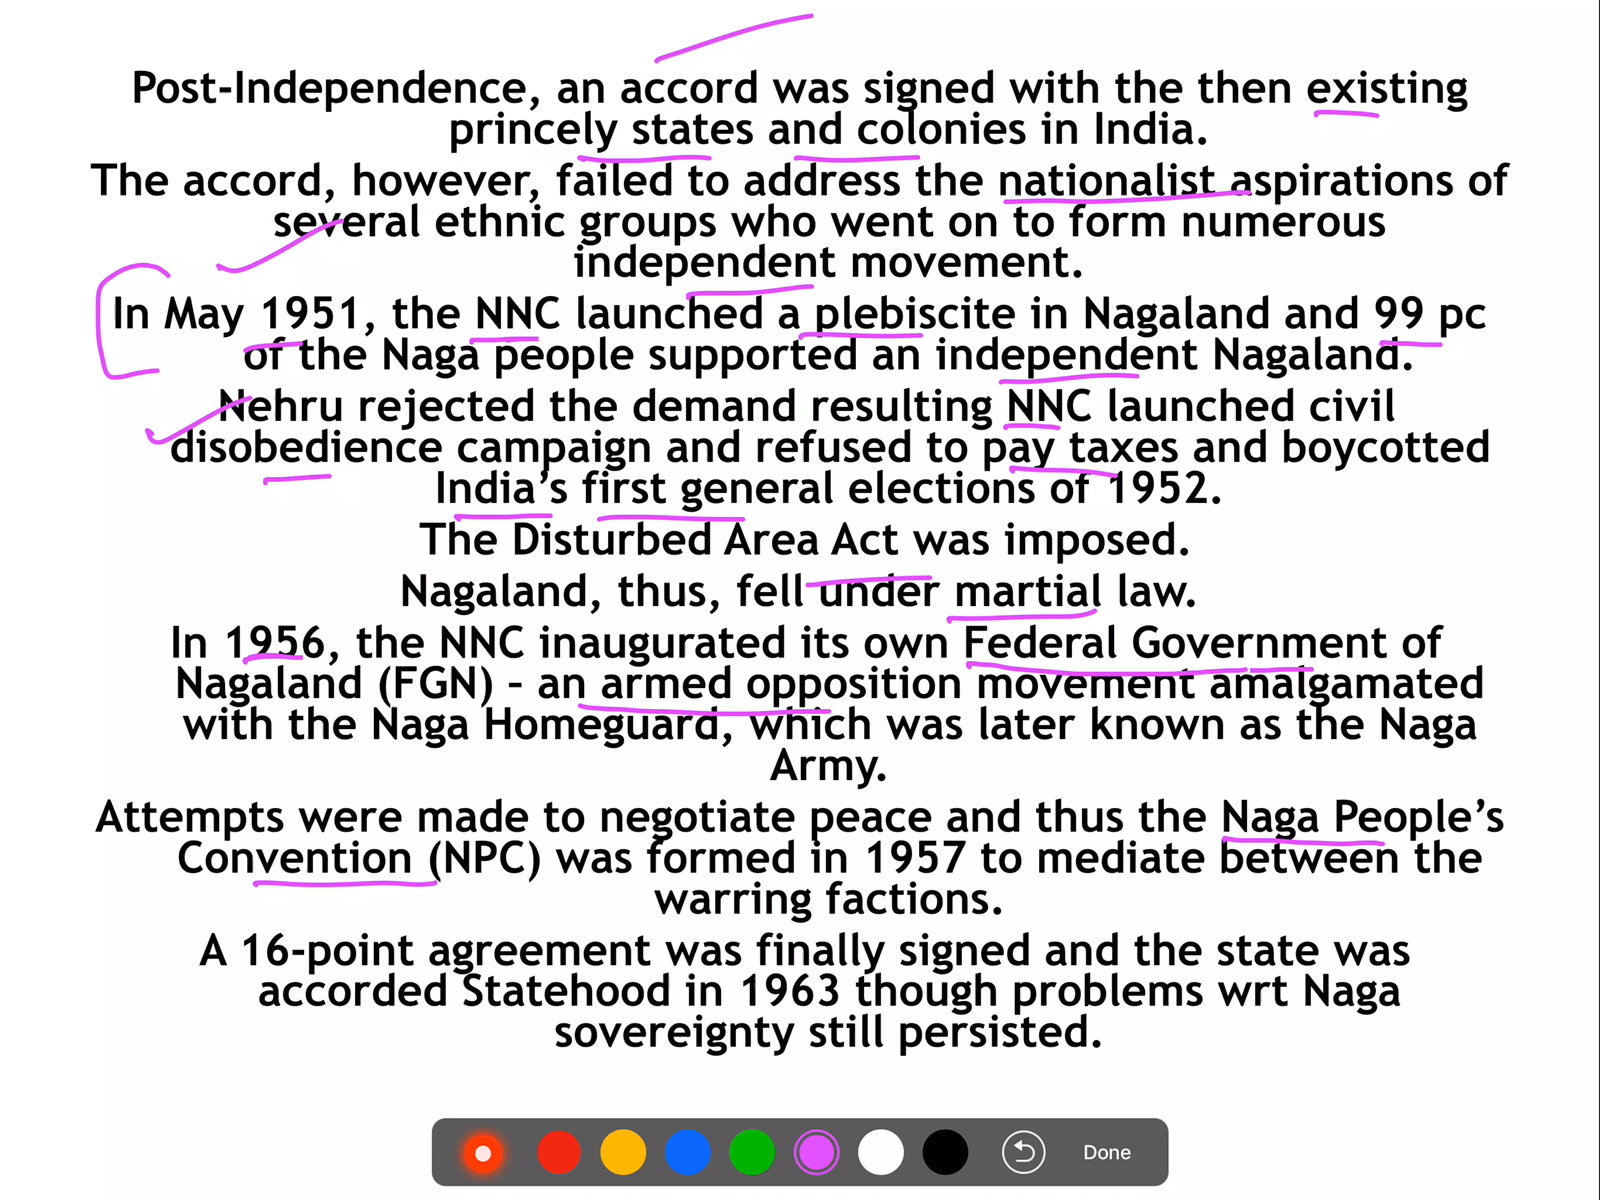 Post-Independence, an accord was signed with the then existing
princely states and colonies in India.
The accord, however, failed to address the nationalist aspirations of
several ethnic groups who went on to form numerous
independent movement.
In May 1951, the NNC launched a plebiscite in Nagaland and 99 pc
of the Naga people supported an independent Nagaland.
Nehru rejected the demand resulting NNC launched civil
disobedience campaign and refused to pay taxes and boycotted
India’s first general elections of 1952.
The Disturbed Area Act was imposed.
Nagaland, thus, fell under martial law.
In 1956, the NNC inaugurated its own Federal Government of
Nagaland (FGN) – an armed opposition movement amalgamated
with the Naga Homeguard, which was later known as the Naga
Army.
Attempts were made to negotiate peace and thus the Naga People’s
Convention (NPC) was formed in 1957 to mediate between the
warring factions.
A 16-point agreement was finally signed and the state was
accorded Statehood in 1963 though problems wrt Naga
sovereignty still persisted.
Done